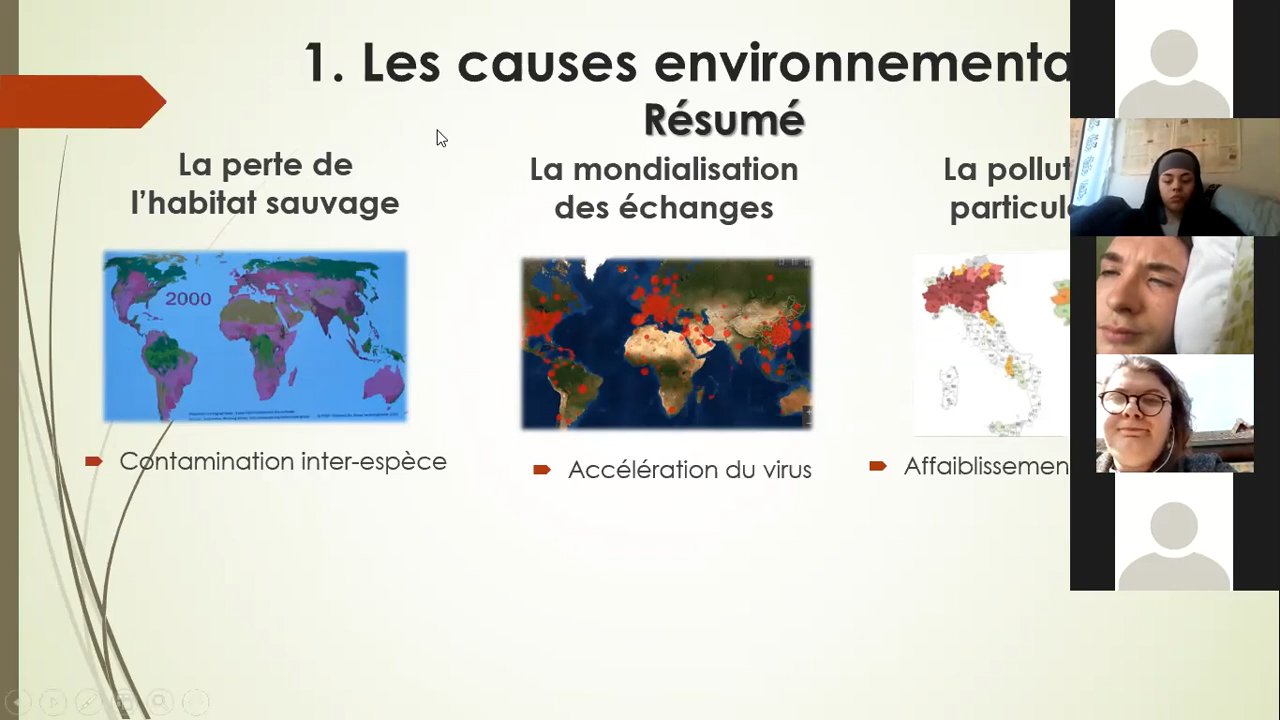 1. Les causes environnementa
Résumé
La perte de
l’habitat sauvage
La mondialisation
des échanges
La pollut
particul
2000
Contamination inter-espèce
Accélération du virus
Affaiblissemen